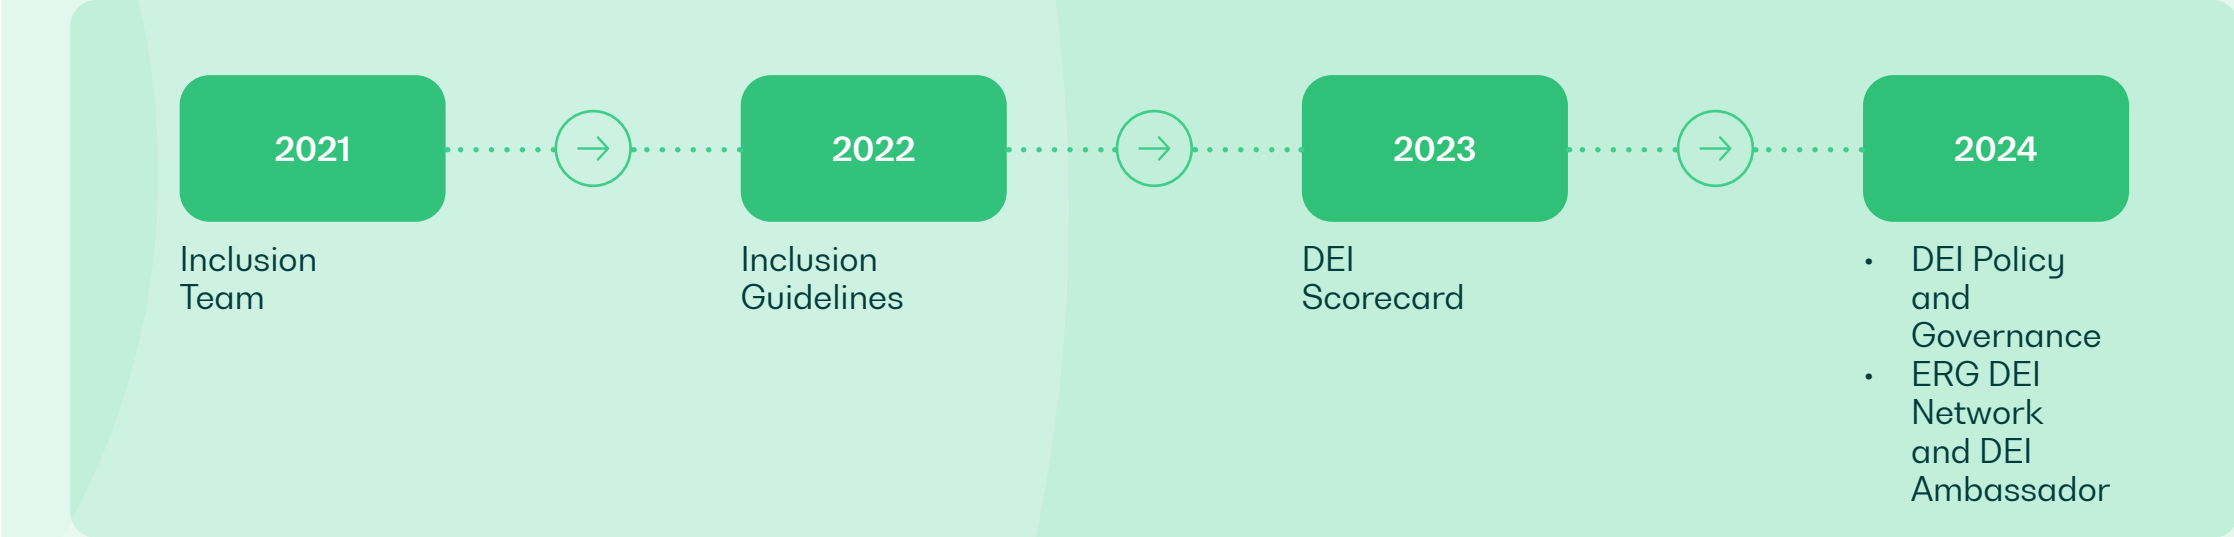 2021
2022
2023
2024
Inclusion
Team
Inclusion
Guidelines
DEI
Scorecard
• DEI Policy
and
Governance
• ERG DEI
Network
and DEI
Ambassador